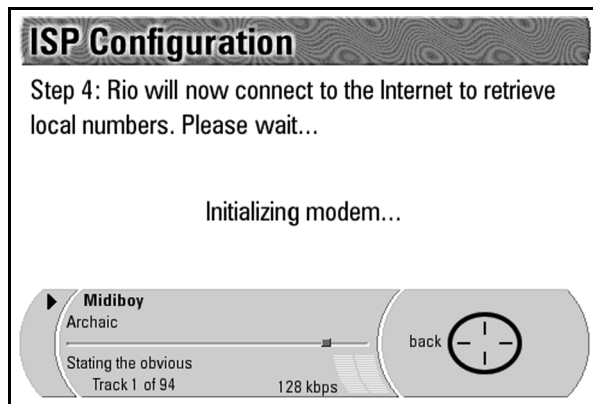 ISP Configuration
Step 4: Rio will now connect to the Internet to retrieve
local numbers. Please wait...
Initializing modem...
Midiboy
Archaic
Stating the obvious
Track 1 of 94
128 kbps
back